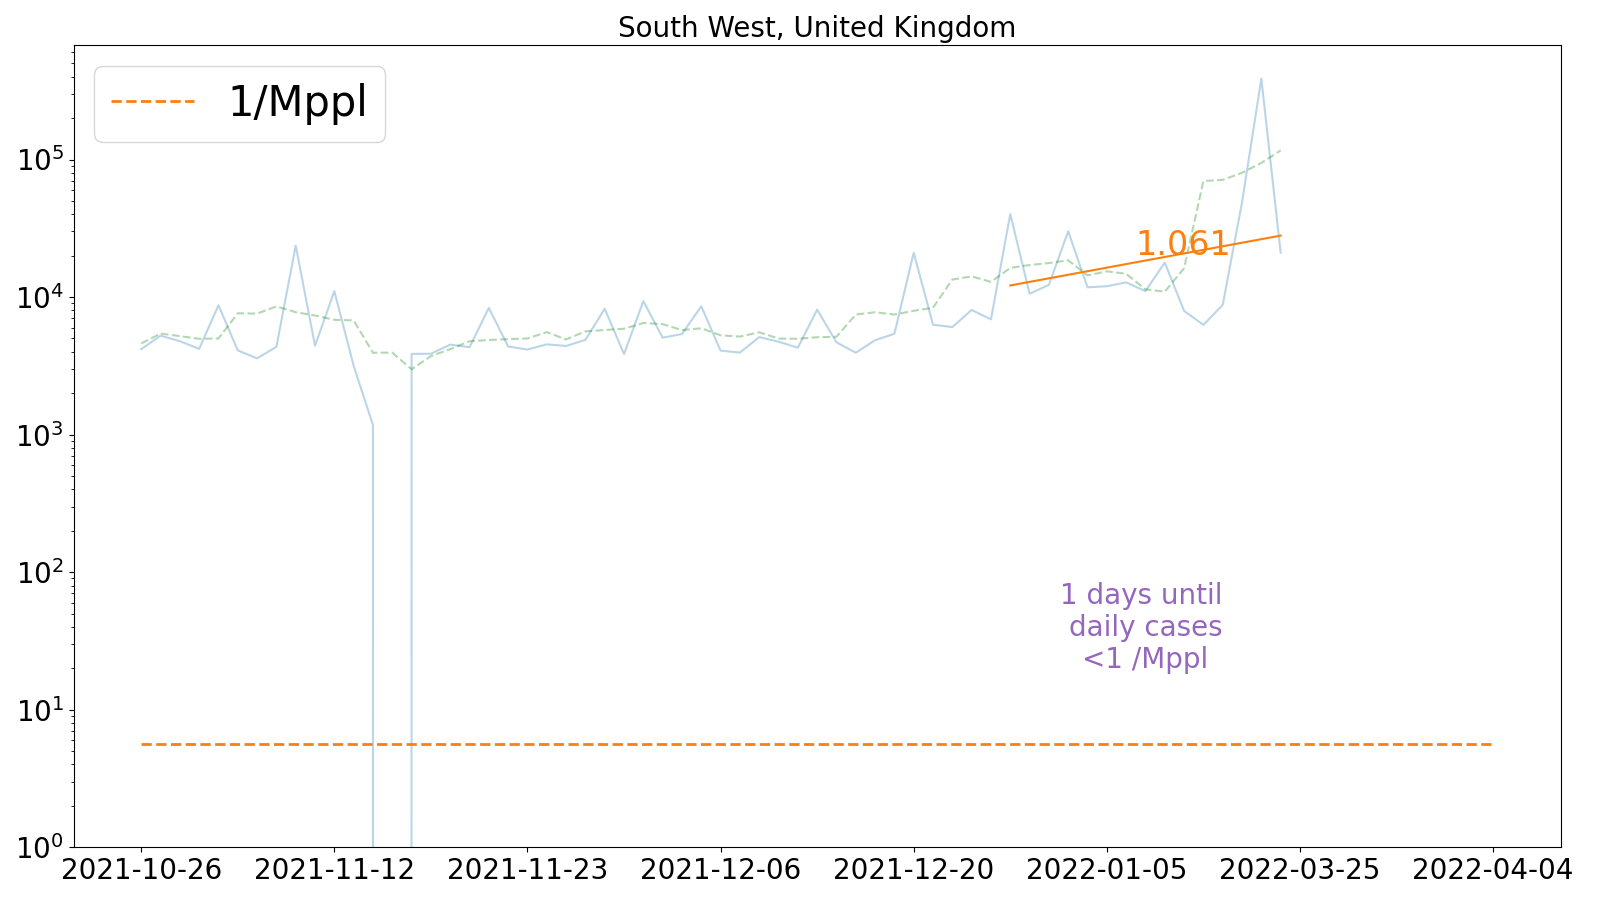 South West, United Kingdom
1/Mppl
10^5
10^4
10^3
10^2
10^1
10^0
1.061
1 days until
daily cases
<1 /Mppl
2021-10-26 2021-11-12 2021-11-23 2021-12-06 2021-12-20 2022-01-05 2022-03-25 2022-04-04